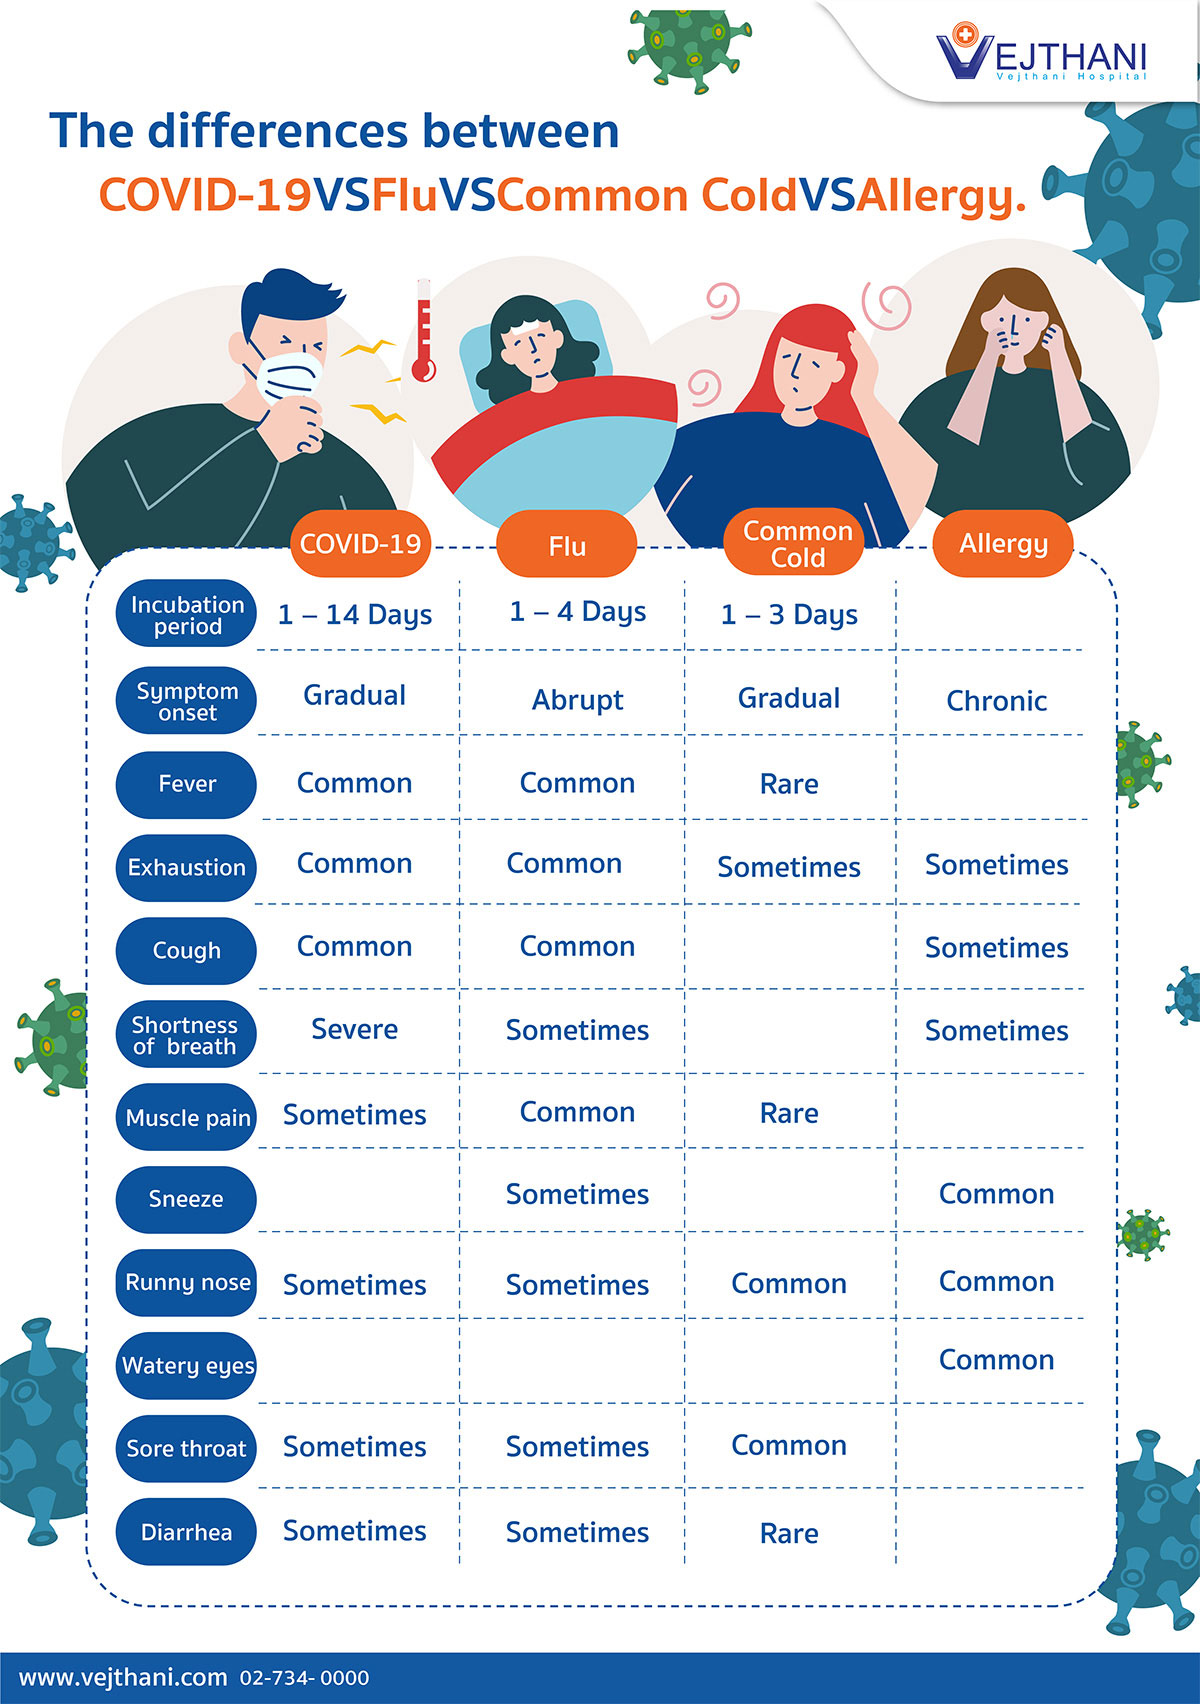 VEJTHANI
Vejthani Hospital
The differences between
COVID-19VSFluVSCommon ColdVSAllergy.
COVID-19 Flu Common Cold Allergy
Incubation period 1 – 14 Days 1 – 4 Days 1 – 3 Days
Symptom onset Gradual Abrupt Gradual Chronic
Fever Common Common Rare
Exhaustion Common Common Sometimes Sometimes
Cough Common Common Sometimes
Shortness of breath Severe Sometimes Sometimes
Muscle pain Sometimes Common Rare
Sneeze Sometimes Common
Runny nose Sometimes Sometimes Common Common
Watery eyes Common
Sore throat Sometimes Sometimes Common
Diarrhea Sometimes Sometimes Rare
www.vejthani.com 02-734- 0000